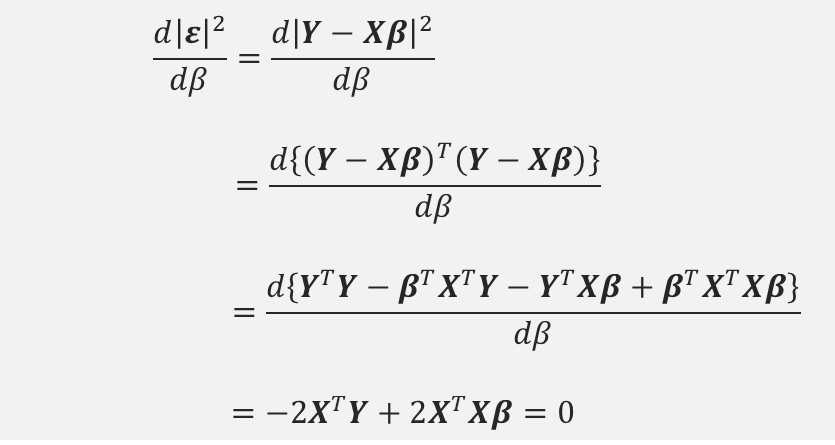 d|ε|²/dβ = d|Y − Xβ|²/dβ
= d{(Y − Xβ)ᵀ(Y − Xβ)}/dβ
= d{YᵀY − βᵀXᵀY − YᵀXβ + βᵀXᵀXβ}/dβ
= −2XᵀY + 2XᵀXβ = 0